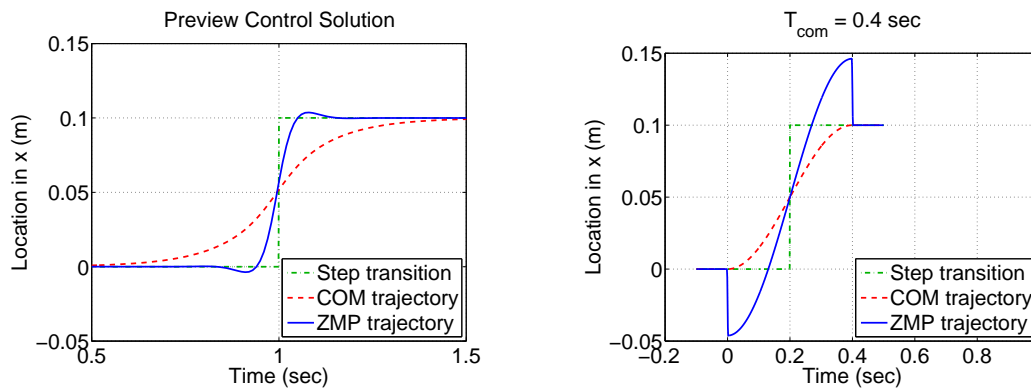 Preview Control Solution
0.15
0.1
0.05
0
−0.05
0.5
1
1.5
Location in x (m)
Time (sec)
Step transition
COM trajectory
ZMP trajectory
T_com = 0.4 sec
0.15
0.1
0.05
0
−0.05
−0.2
0
0.2
0.4
0.6
0.8
Location in x (m)
Time (sec)
Step transition
COM trajectory
ZMP trajectory